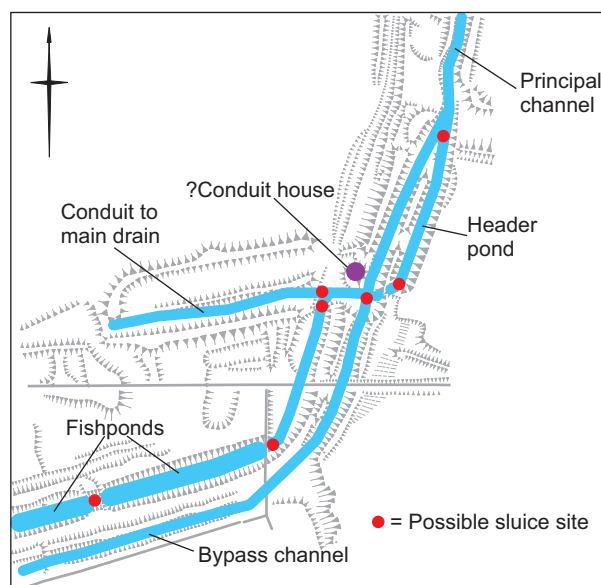 Principal
channel
?Conduit house
Conduit to
main drain
Header
pond
Fishponds
= Possible sluice site
Bypass channel